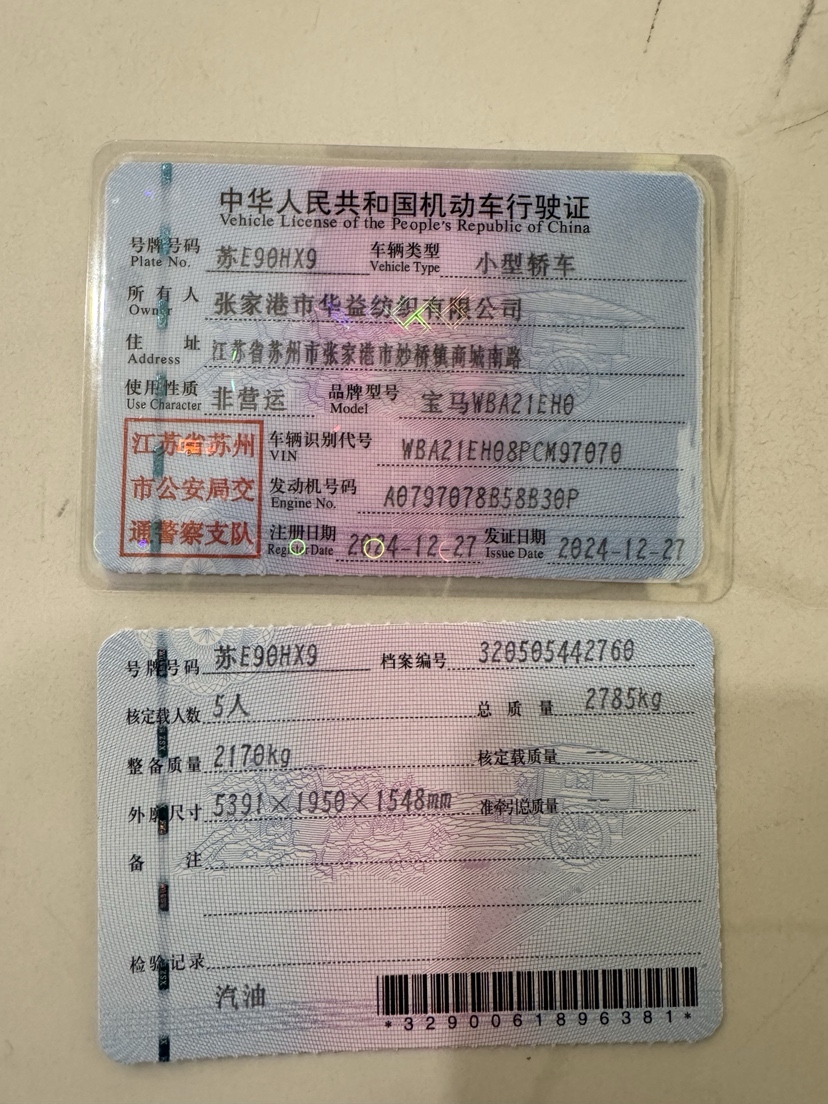 中华人民共和国机动车行驶证
Vehicle License of the People's Republic of China
号牌号码 Plate No. 苏E90HX9 车辆类型 Vehicle Type 小型轿车
所有人 Owner 张家港市华益纺织有限公司
住址 Address 江苏省苏州市张家港市妙桥镇商城南路
使用性质 Use Character 非营运 品牌型号 Model 宝马WBA21EH0
江苏省苏州市公安局交通警察支队
车辆识别代号 VIN WBA21EH08PCM97070
发动机号码 Engine No. A0797078B58B30P
注册日期 Register Date 2024-12-27 发证日期 Issue Date 2024-12-27
号牌号码 苏E90HX9 档案编号 320505442760
核定载人数 5人 总质量 2785kg
整备质量 2170kg 核定载质量 --
外廓尺寸 5391×1950×1548mm 准牵引总质量 --
备注
检验记录
汽油
*3290061896381*